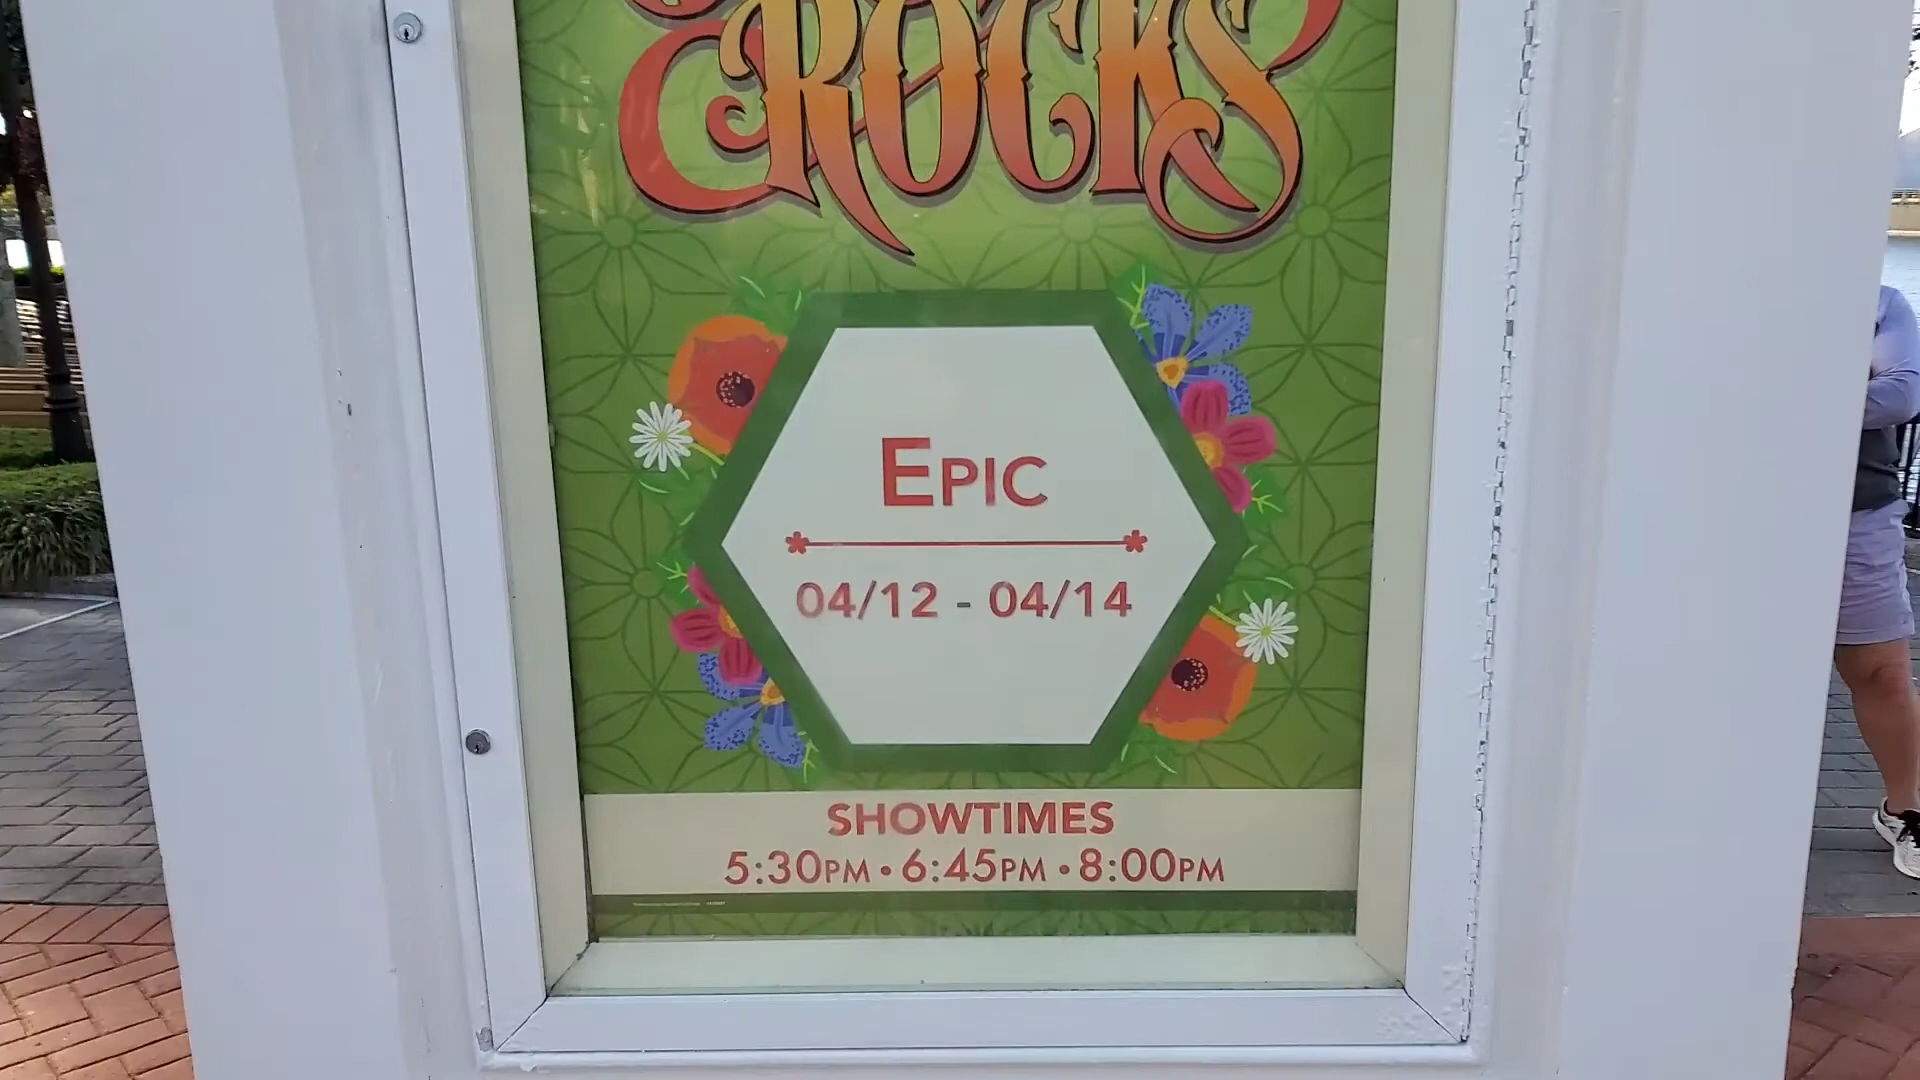 ROCKS
EPIC
04/12 - 04/14
SHOWTIMES
5:30PM • 6:45PM • 8:00PM